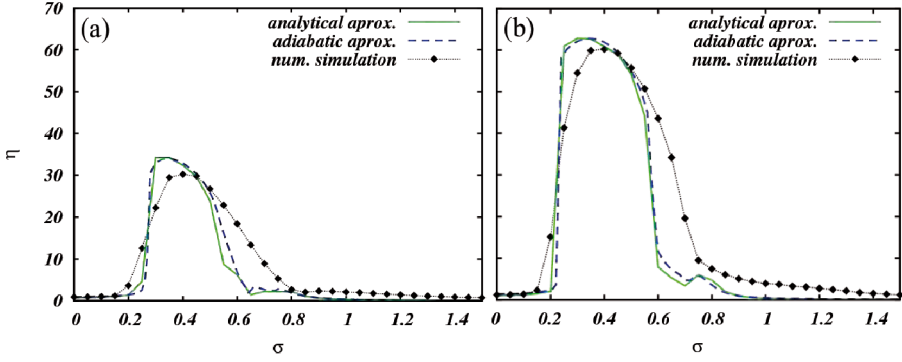 (a)
analytical aprox.
adiabatic aprox.
num. simulation
70
60
50
40
30
20
10
0
η
0 0.2 0.4 0.6 0.8 1 1.2 1.4
σ
(b)
analytical aprox.
adiabatic aprox.
num. simulation
0 0.2 0.4 0.6 0.8 1 1.2 1.4
σ